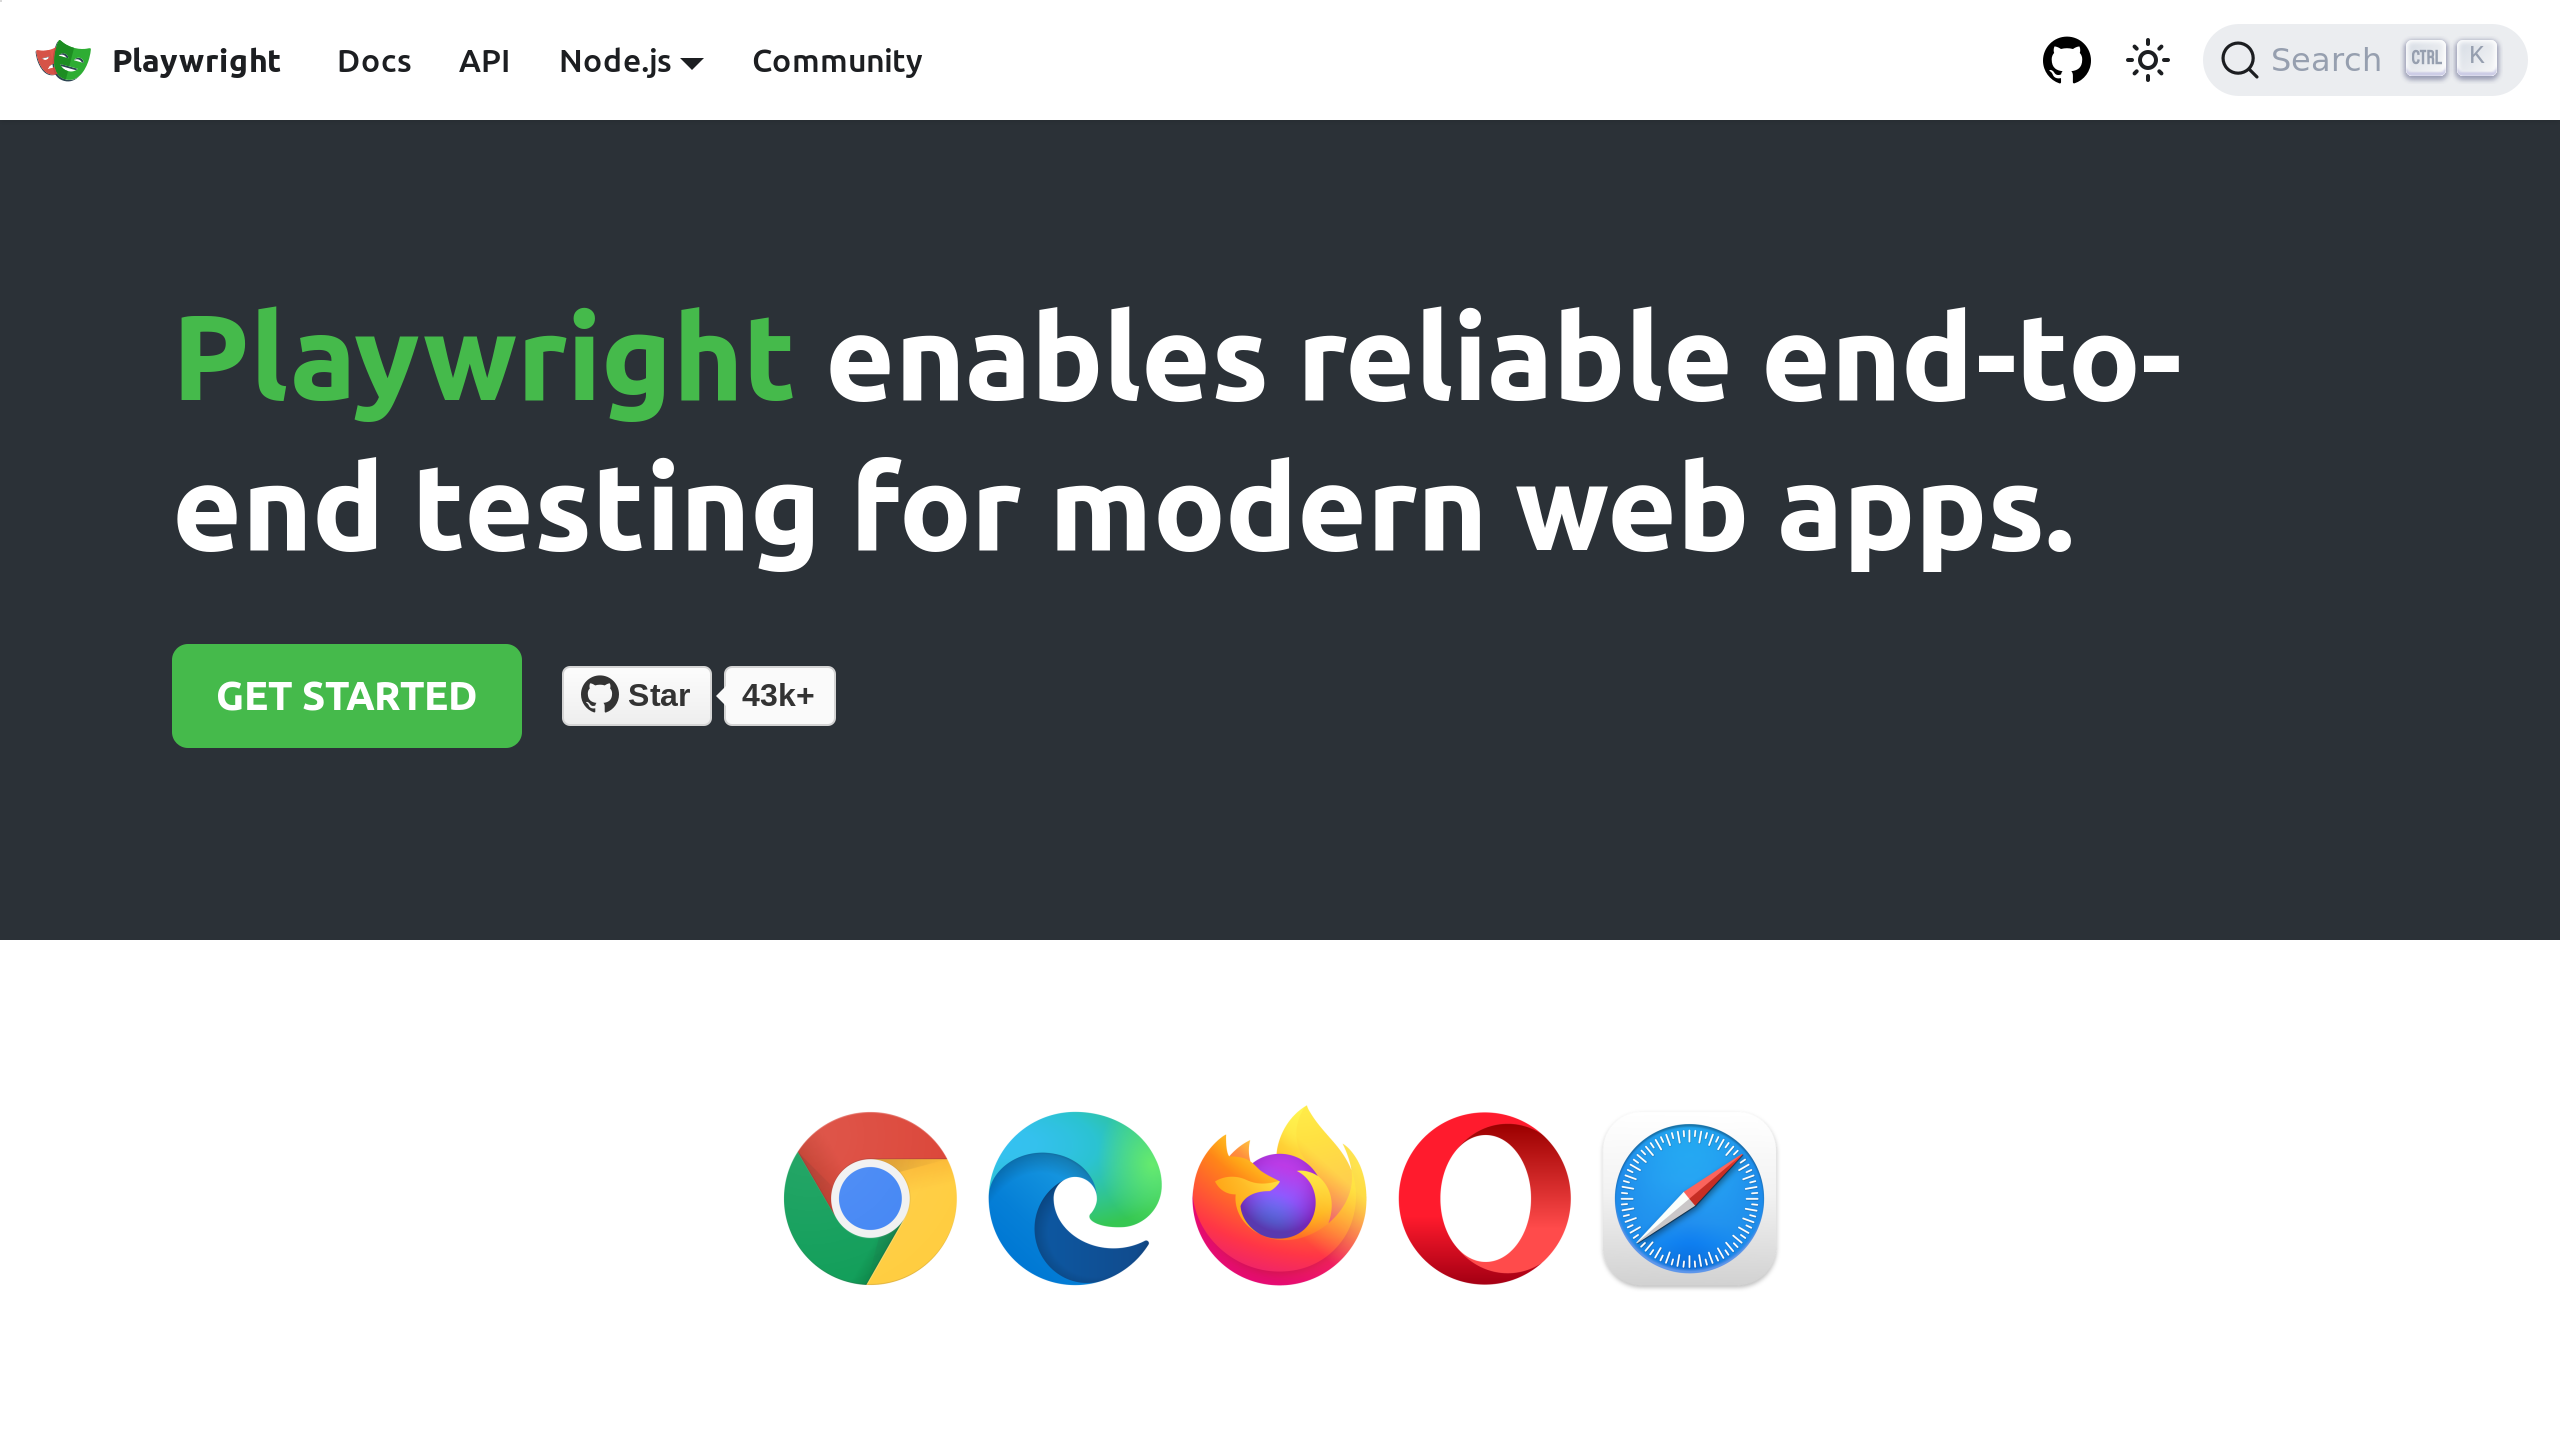 Playwright Docs API Node.js Community Search CTRL K
Playwright enables reliable end-to-
end testing for modern web apps.
GET STARTED Star 43k+